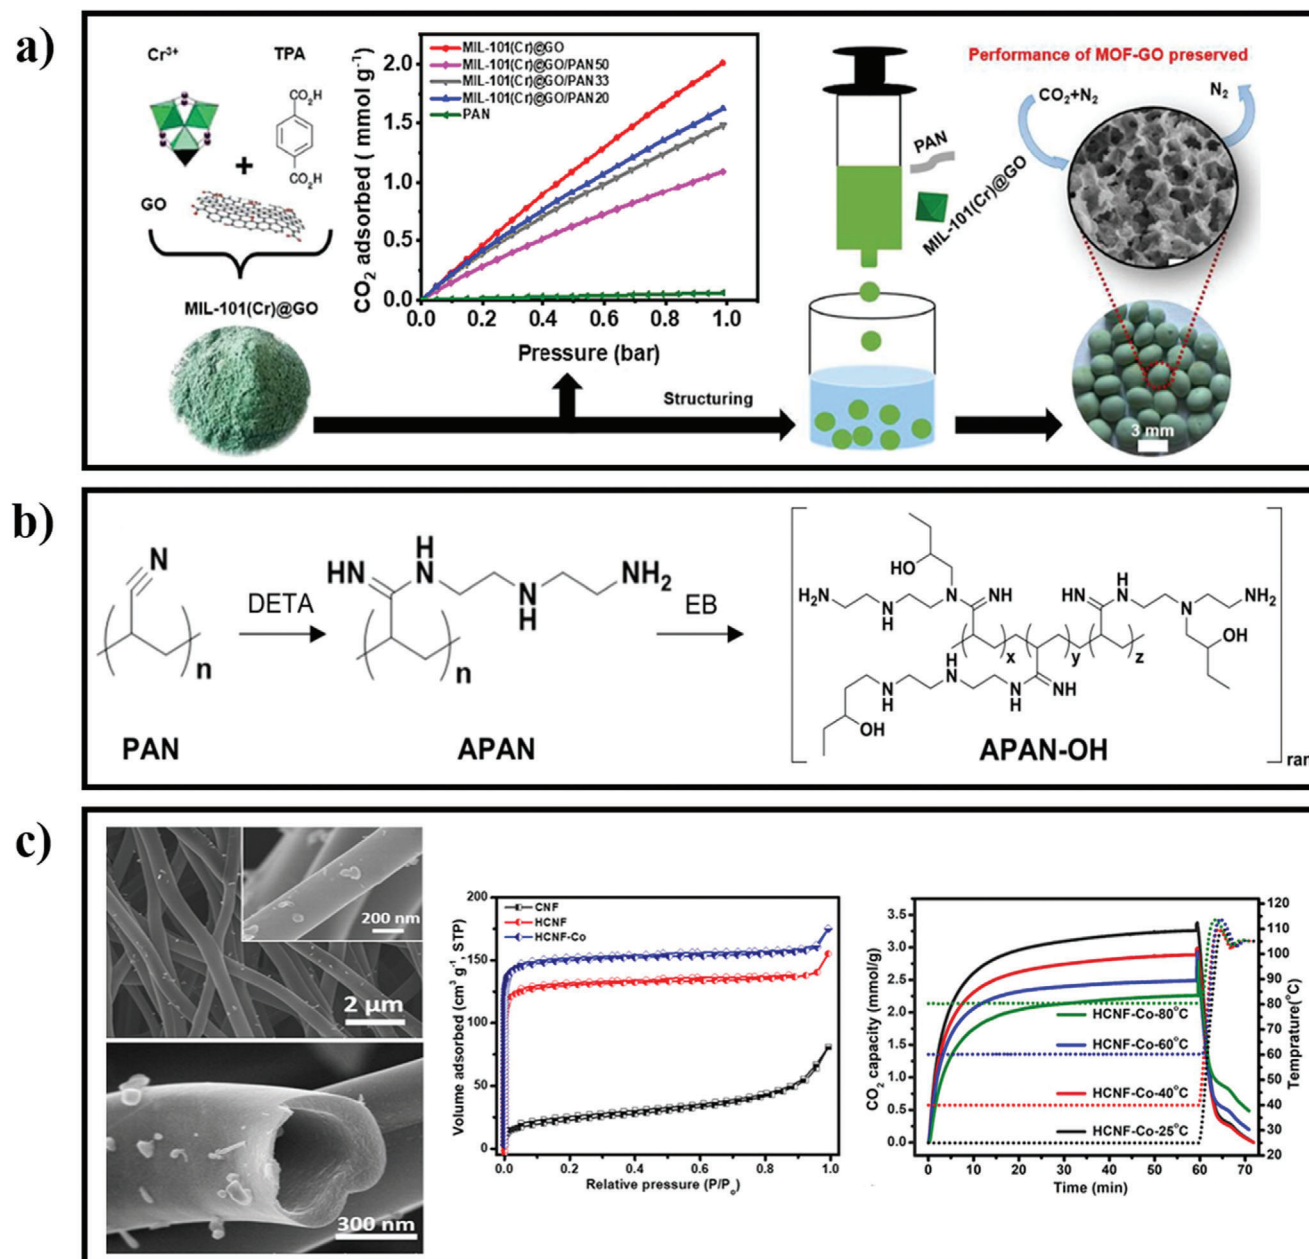 a)
Cr³⁺
TPA
CO₂H
CO₂H
+
GO
MIL-101(Cr)@GO
CO₂ adsorbed ( mmol g⁻¹)
2.0
1.5
1.0
0.5
0.0
MIL-101(Cr)@GO
MIL-101(Cr)@GO/PAN50
MIL-101(Cr)@GO/PAN33
MIL-101(Cr)@GO/PAN20
PAN
0.0 0.2 0.4 0.6 0.8 1.0
Pressure (bar)
Structuring
PAN
MIL-101(Cr)@GO
Performance of MOF-GO preserved
CO₂+N₂
N₂
3 mm
b)
N
n
PAN
DETA
HN
H
N
N
H
NH₂
n
APAN
EB
HO
H₂N
N
H
N
NH
HN
H
N
N
NH₂
OH
x
y
z
H
N
N
H
N
H
NH
OH
APAN-OH
ran
c)
200 nm
2 μm
300 nm
Volume adsorbed (cm³ g⁻¹ STP)
200
150
100
50
0
CNF
HCNF
HCNF-Co
0.0 0.2 0.4 0.6 0.8 1.0
Relative pressure (P/P₀)
CO₂ capacity (mmol/g)
3.5
3.0
2.5
2.0
1.5
1.0
0.5
0.0
HCNF-Co-80°C
HCNF-Co-60°C
HCNF-Co-40°C
HCNF-Co-25°C
0 10 20 30 40 50 60 70
Time (min)
120
110
100
90
80
70
60
50
40
30
20
Temprature(°C)